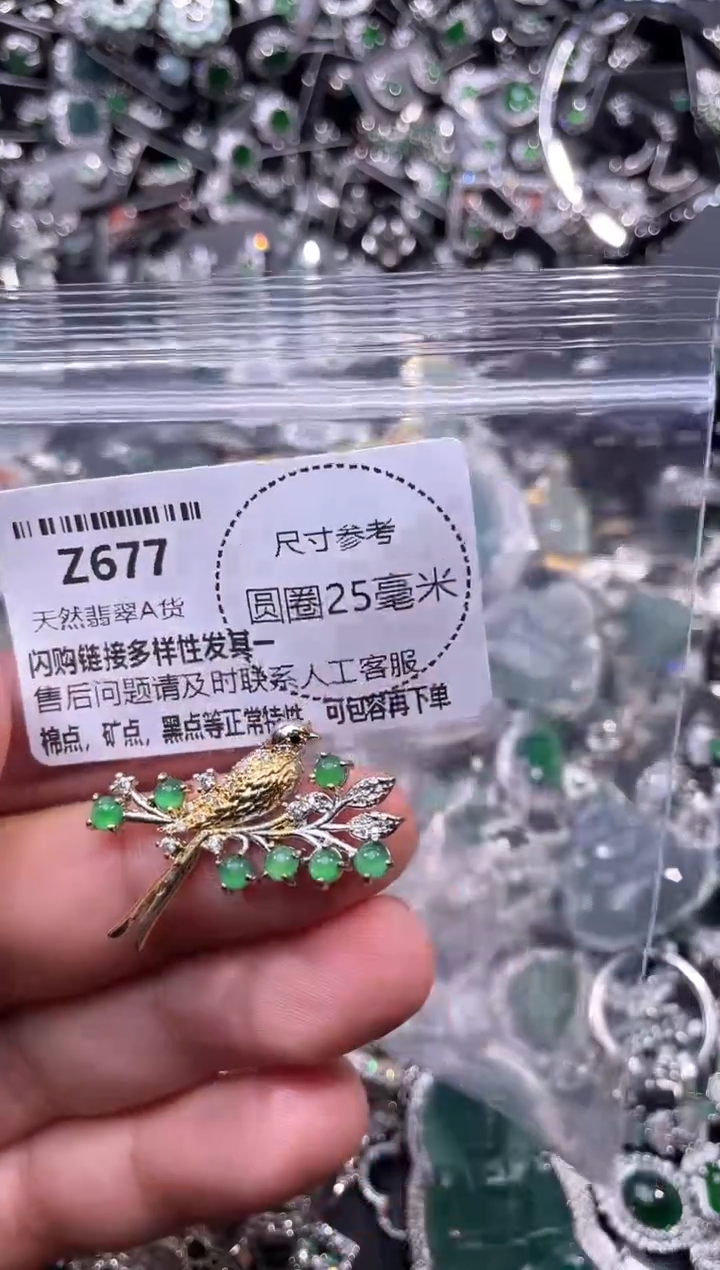 Z677
天然翡翠A货
尺寸参考
圆圈25毫米
闪购链接多样性发其一
售后问题请及时联系人工客服
棉点，矿点，黑点等正常特性，可包容再下单